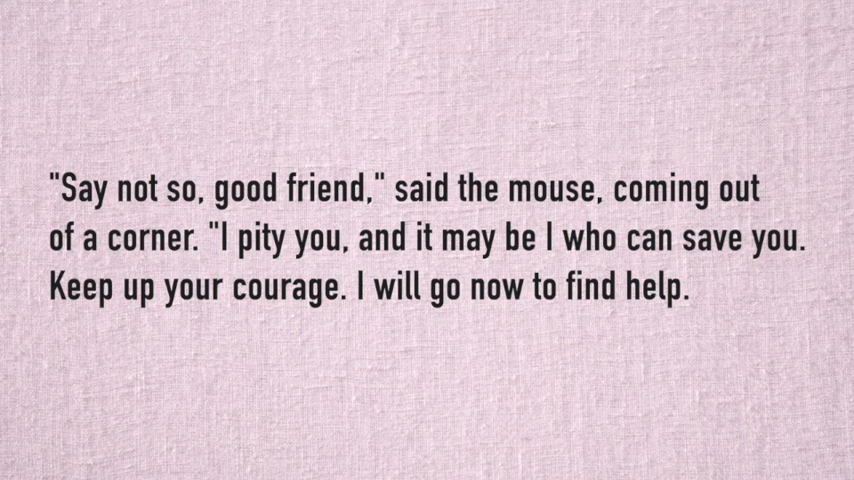 "Say not so, good friend," said the mouse, coming out
of a corner. "I pity you, and it may be I who can save you.
Keep up your courage. I will go now to find help.